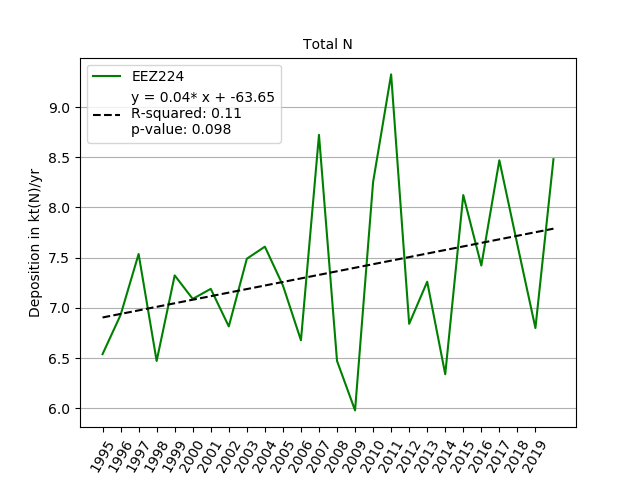 Total N
EEZ224
y = 0.04* x + -63.65
R-squared: 0.11
p-value: 0.098
Deposition in kt(N)/yr
9.0
8.5
8.0
7.5
7.0
6.5
6.0
1995 1996 1997 1998 1999 2000 2001 2002 2003 2004 2005 2006 2007 2008 2009 2010 2011 2012 2013 2014 2015 2016 2017 2018 2019